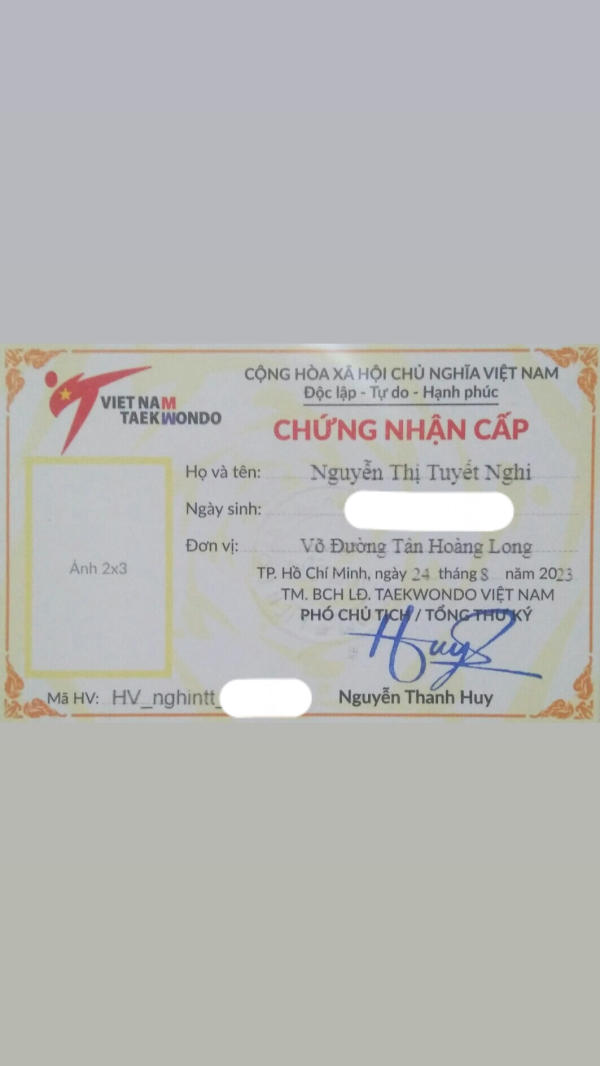 VIET NAM
TAEKWONDO
CỘNG HÒA XÃ HỘI CHỦ NGHĨA VIỆT NAM
Độc lập - Tự do - Hạnh phúc
CHỨNG NHẬN CẤP
Họ và tên: Nguyễn Thị Tuyết Nghi
Ngày sinh:
Đơn vị: Võ Đường Tân Hoàng Long
Ảnh 2x3
TP. Hồ Chí Minh, ngày 24 tháng 8 năm 2023
TM. BCH LĐ. TAEKWONDO VIỆT NAM
PHÓ CHỦ TỊCH / TỔNG THƯ KÝ
Huy
Mã HV: HV_nghintt_
Nguyễn Thanh Huy